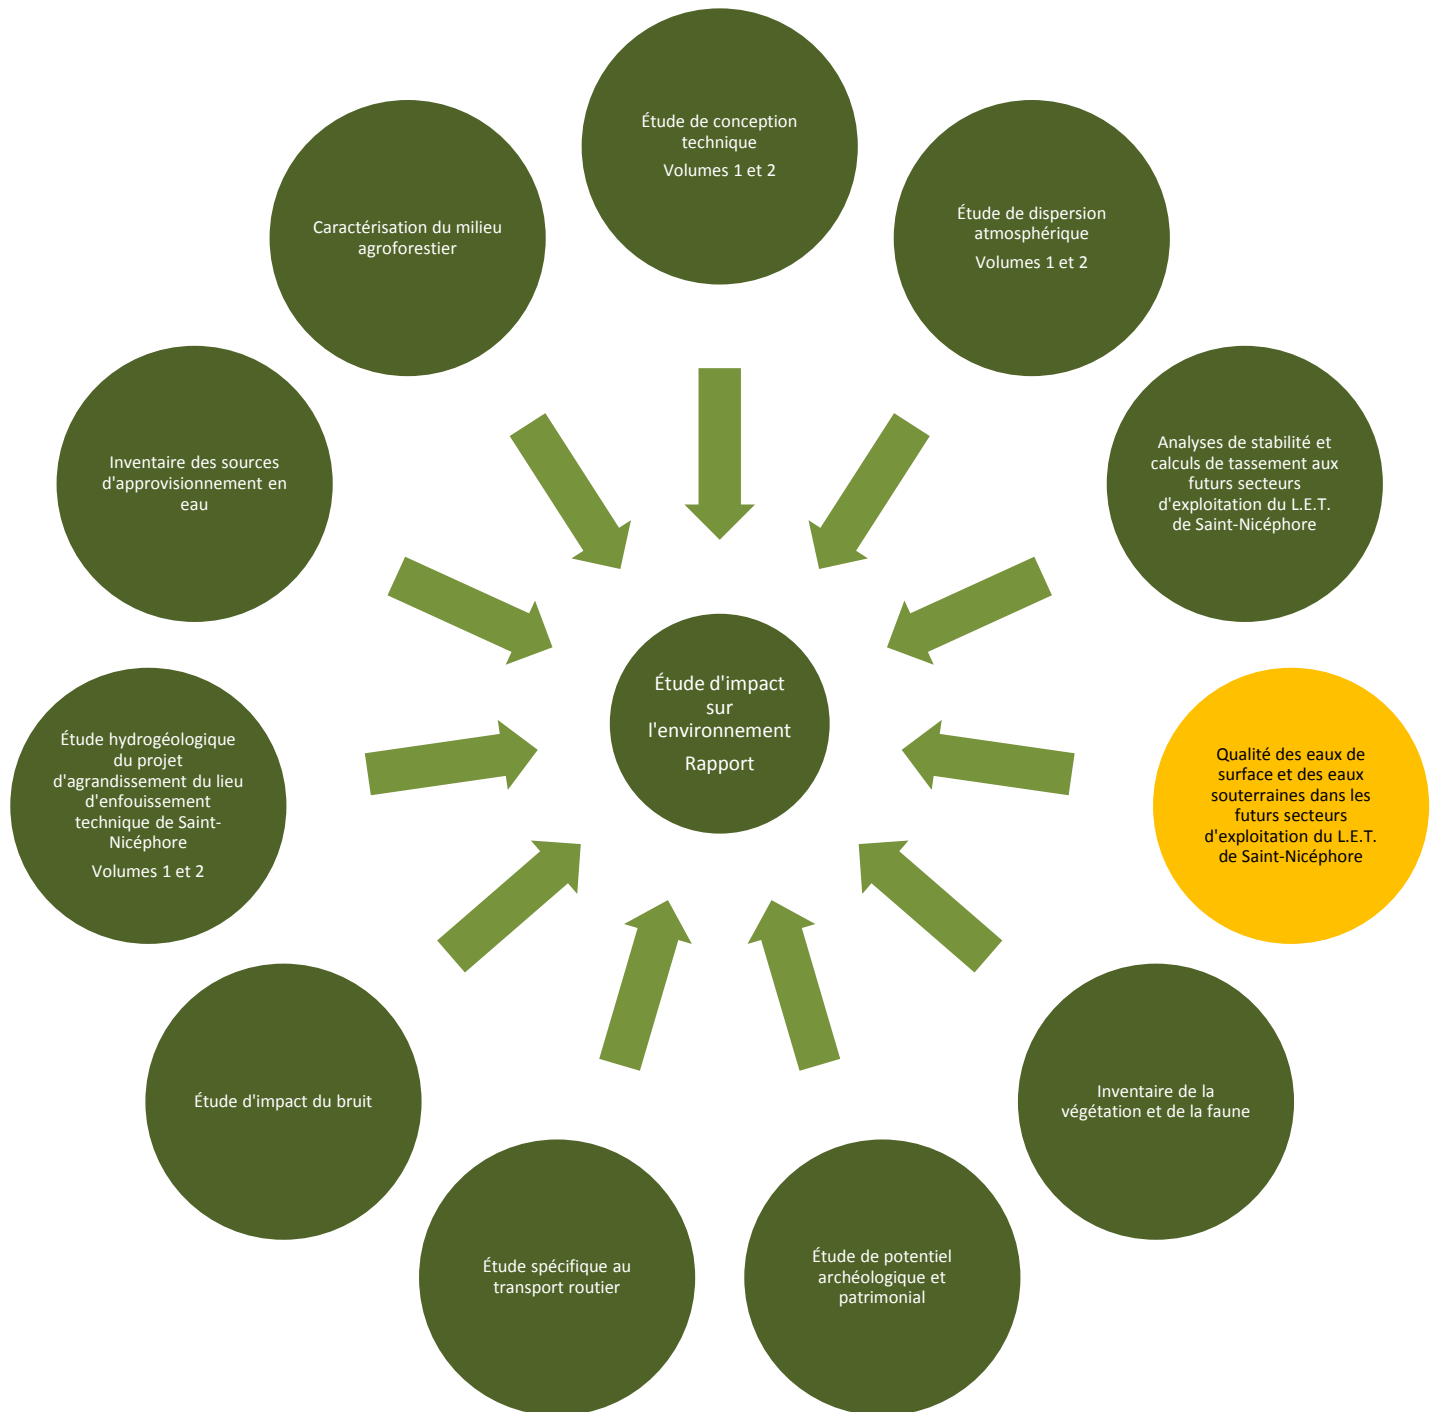 Étude de conception
technique
Volumes 1 et 2
Étude de dispersion
atmosphérique
Volumes 1 et 2
Analyses de stabilité et
calculs de tassement aux
futurs secteurs
d'exploitation du L.E.T.
de Saint-Nicéphore
Qualité des eaux de
surface et des eaux
souterraines dans les
futurs secteurs
d'exploitation du L.E.T.
de Saint-Nicéphore
Inventaire de la
végétation et de la faune
Étude de potentiel
archéologique et
patrimonial
Étude spécifique au
transport routier
Étude d'impact du bruit
Étude hydrogéologique
du projet
d'agrandissement du lieu
d'enfouissement
technique de Saint-
Nicéphore
Volumes 1 et 2
Inventaire des sources
d'approvisionnement en
eau
Caractérisation du milieu
agroforestier
Étude d'impact
sur
l'environnement
Rapport